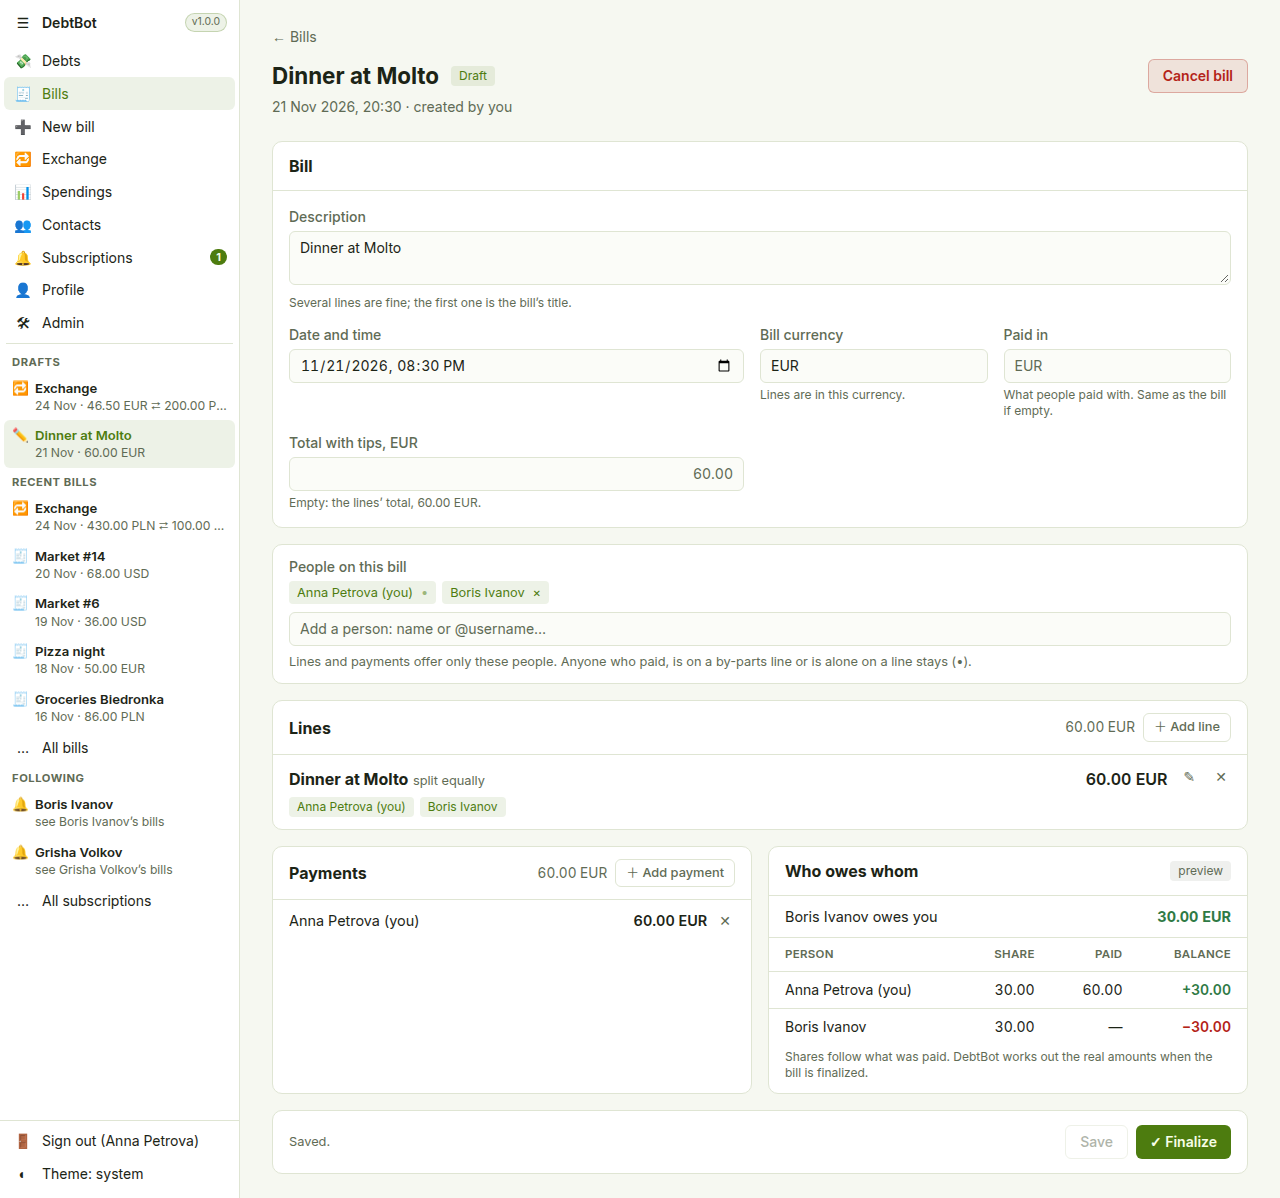 DebtBot
v1.0.0
Debts
Bills
New bill
Exchange
Spendings
Contacts
Subscriptions
1
Profile
Admin
DRAFTS
Exchange
24 Nov · 46.50 EUR ⇄ 200.00 P...
Dinner at Molto
21 Nov · 60.00 EUR
RECENT BILLS
Exchange
24 Nov · 430.00 PLN ⇄ 100.00 ...
Market #14
20 Nov · 68.00 USD
Market #6
19 Nov · 36.00 USD
Pizza night
18 Nov · 50.00 EUR
Groceries Biedronka
16 Nov · 86.00 PLN
... All bills
FOLLOWING
Boris Ivanov
see Boris Ivanov’s bills
Grisha Volkov
see Grisha Volkov’s bills
... All subscriptions
Sign out (Anna Petrova)
Theme: system
← Bills
Dinner at Molto
Draft
Cancel bill
21 Nov 2026, 20:30 · created by you
Bill
Description
Dinner at Molto
Several lines are fine; the first one is the bill’s title.
Date and time
11/21/2026, 08:30 PM
Bill currency
EUR
Lines are in this currency.
Paid in
EUR
What people paid with. Same as the bill
if empty.
Total with tips, EUR
60.00
Empty: the lines’ total, 60.00 EUR.
People on this bill
Anna Petrova (you) •
Boris Ivanov ×
Add a person: name or @username...
Lines and payments offer only these people. Anyone who paid, is on a by-parts line or is alone on a line stays (•).
Lines
60.00 EUR
+ Add line
Dinner at Molto split equally
60.00 EUR ✎ ✕
Anna Petrova (you)
Boris Ivanov
Payments
60.00 EUR
+ Add payment
Anna Petrova (you)
60.00 EUR ✕
Who owes whom
preview
Boris Ivanov owes you
30.00 EUR
PERSON SHARE PAID BALANCE
Anna Petrova (you) 30.00 60.00 +30.00
Boris Ivanov 30.00 — −30.00
Shares follow what was paid. DebtBot works out the real amounts when the
bill is finalized.
Saved.
Save
✓ Finalize